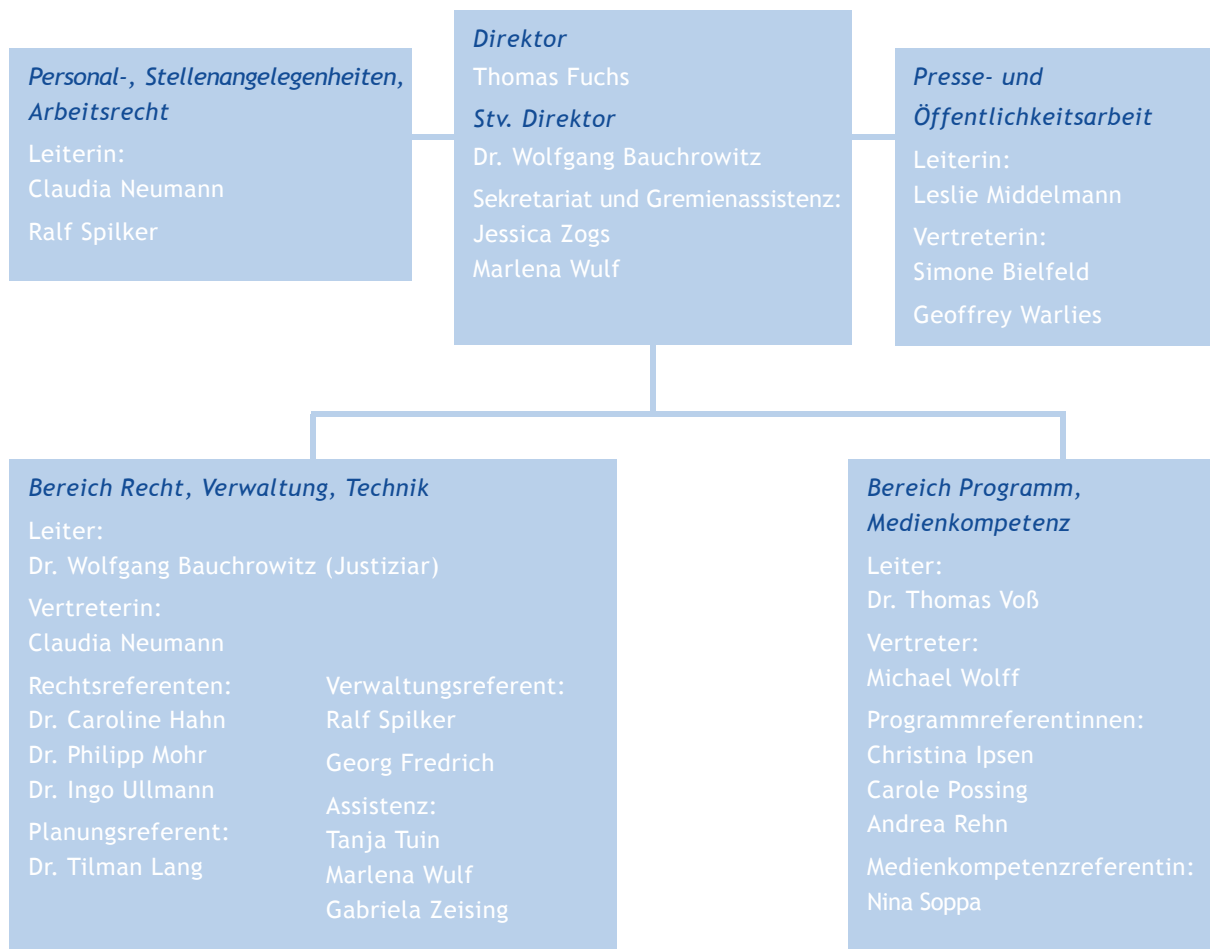 Direktor
Thomas Fuchs
Stv. Direktor
Dr. Wolfgang Bauchrowitz
Sekretariat und Gremienassistenz:
Jessica Zogs
Marlena Wulf
Personal-, Stellenangelegenheiten,
Arbeitsrecht
Leiterin:
Claudia Neumann
Ralf Spilker
Presse- und
Öffentlichkeitsarbeit
Leiterin:
Leslie Middelmann
Vertreterin:
Simone Bielfeld
Geoffrey Warlies
Bereich Recht, Verwaltung, Technik
Leiter:
Dr. Wolfgang Bauchrowitz (Justiziar)
Vertreterin:
Claudia Neumann
Rechtsreferenten:
Dr. Caroline Hahn
Dr. Philipp Mohr
Dr. Ingo Ullmann
Planungsreferent:
Dr. Tilman Lang
Verwaltungsreferent:
Ralf Spilker
Georg Fredrich
Assistenz:
Tanja Tuin
Marlena Wulf
Gabriela Zeising
Bereich Programm,
Medienkompetenz
Leiter:
Dr. Thomas Voß
Vertreter:
Michael Wolff
Programmreferentinnen:
Christina Ipsen
Carole Possing
Andrea Rehn
Medienkompetenzreferentin:
Nina Soppa